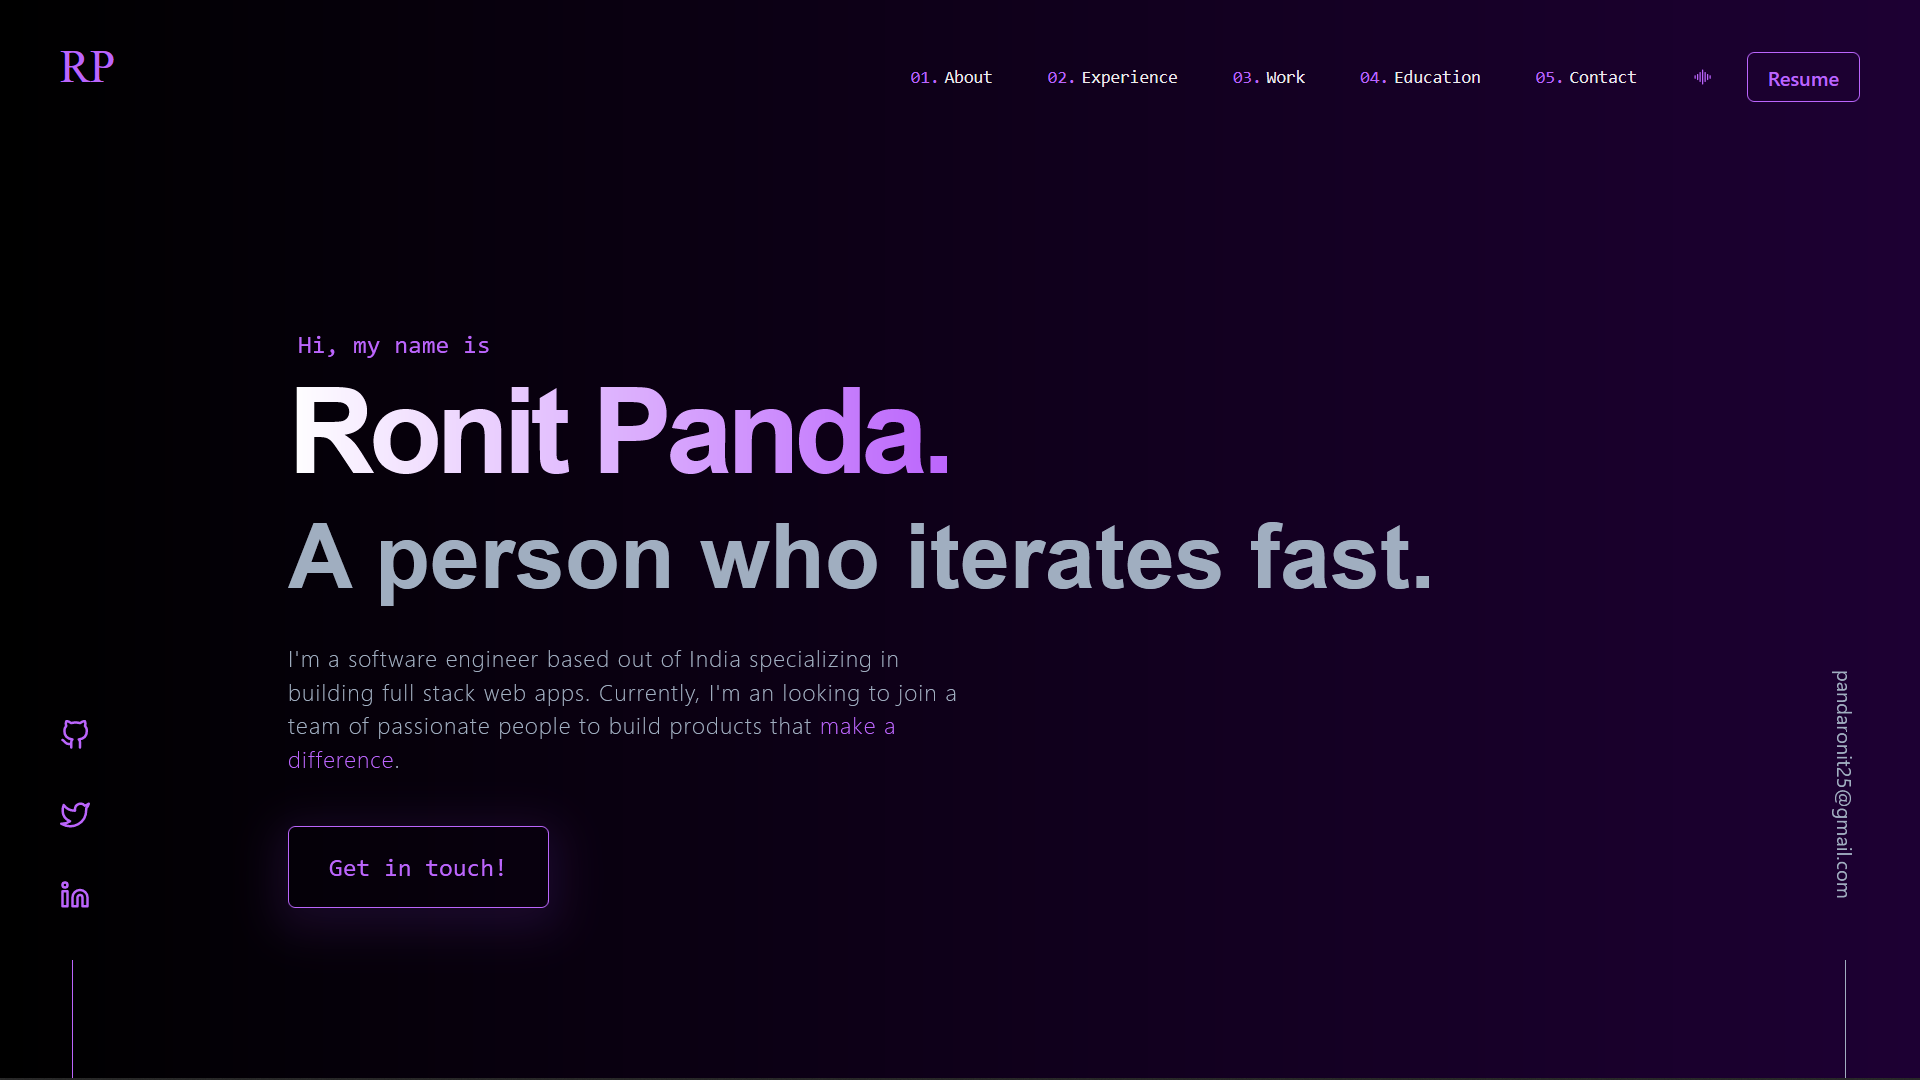 RP
01. About 02. Experience 03. Work 04. Education 05. Contact Resume
Hi, my name is
Ronit Panda.
A person who iterates fast.
I'm a software engineer based out of India specializing in
building full stack web apps. Currently, I'm an looking to join a
team of passionate people to build products that make a
difference.
Get in touch!
pandaronit25@gmail.com